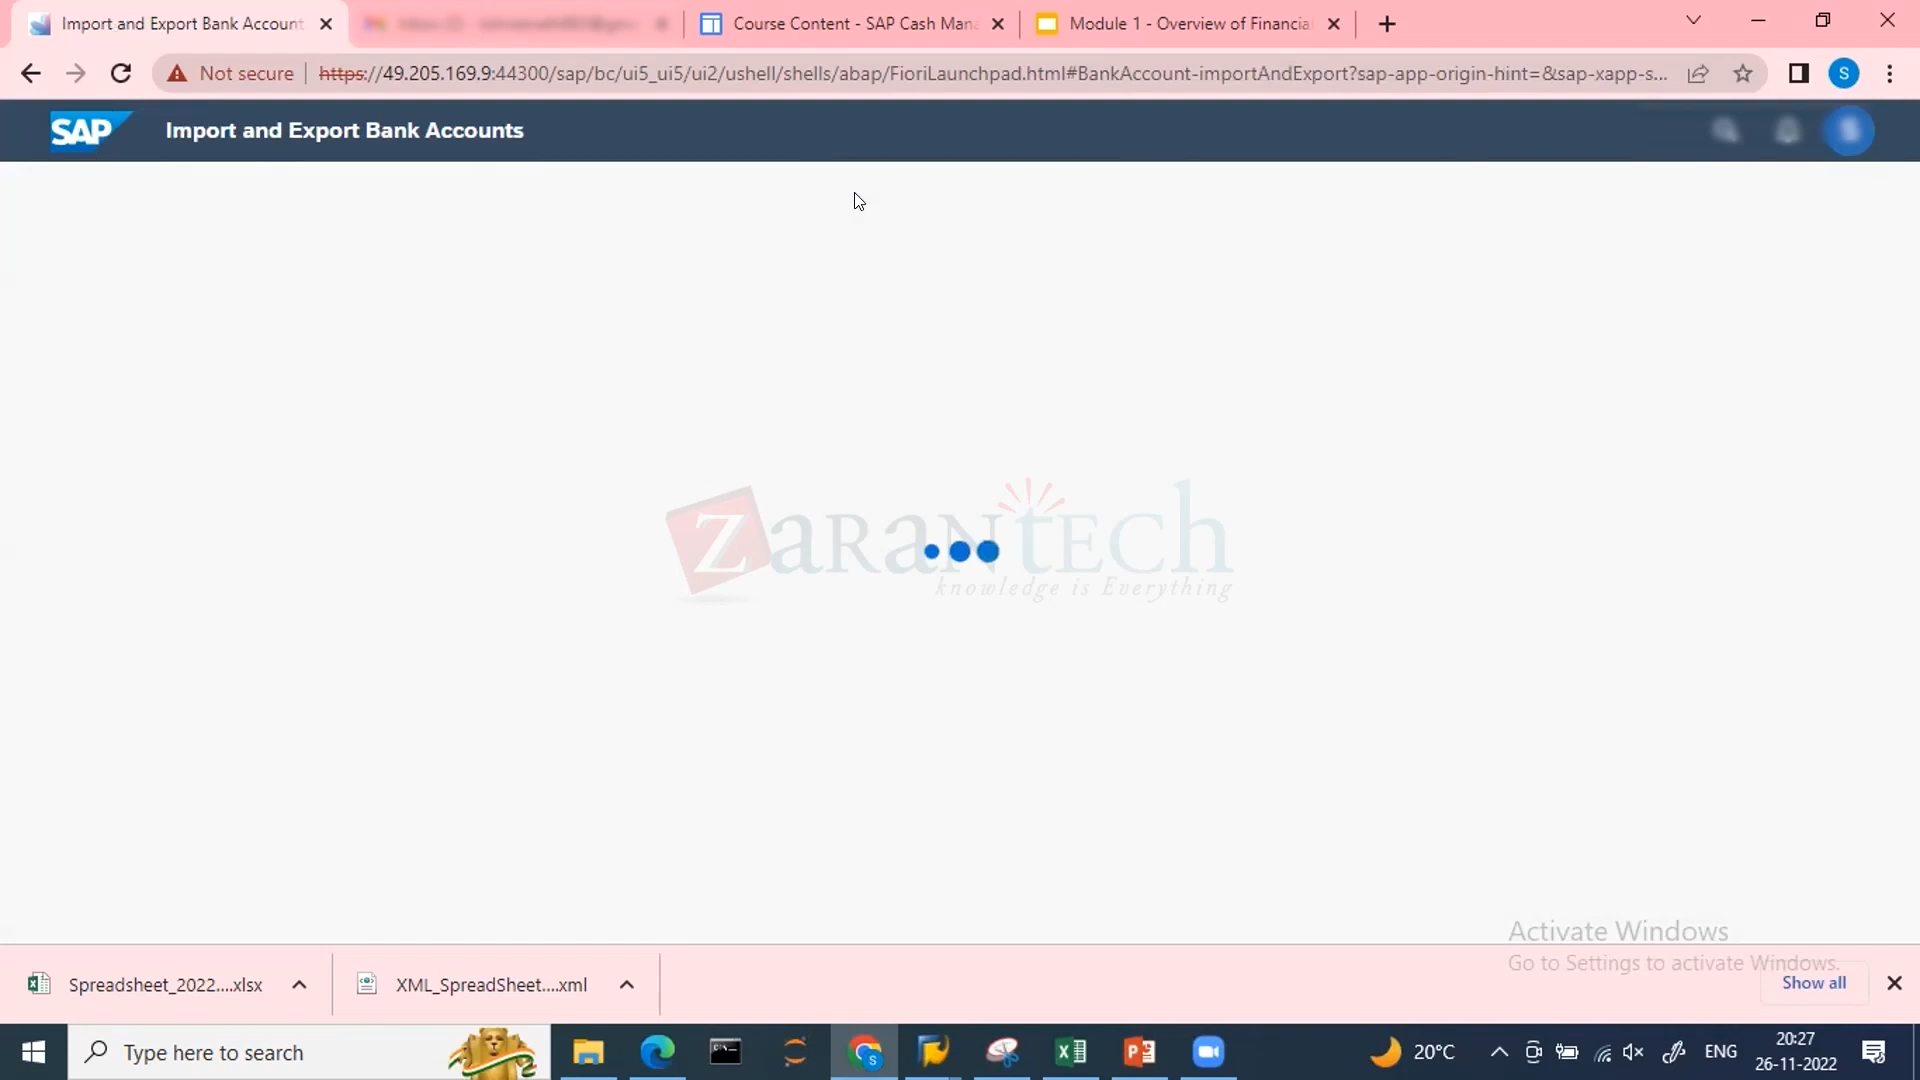 Import and Export Bank Account
Course Content - SAP Cash Mana
Module 1 - Overview of Financia
Not secure
https://49.205.169.9:44300/sap/bc/ui5_ui5/ui2/ushell/shells/abap/FioriLaunchpad.html#BankAccount-importAndExport?sap-app-origin-hint=&sap-xapp-s...
S
SAP
Import and Export Bank Accounts
S
ZaranTech
knowledge is Everything
Activate Windows
Go to Settings to activate Windows.
Spreadsheet_2022....xlsx
XML_SpreadSheet....xml
Show all
Type here to search
20°C
ENG
20:27
26-11-2022